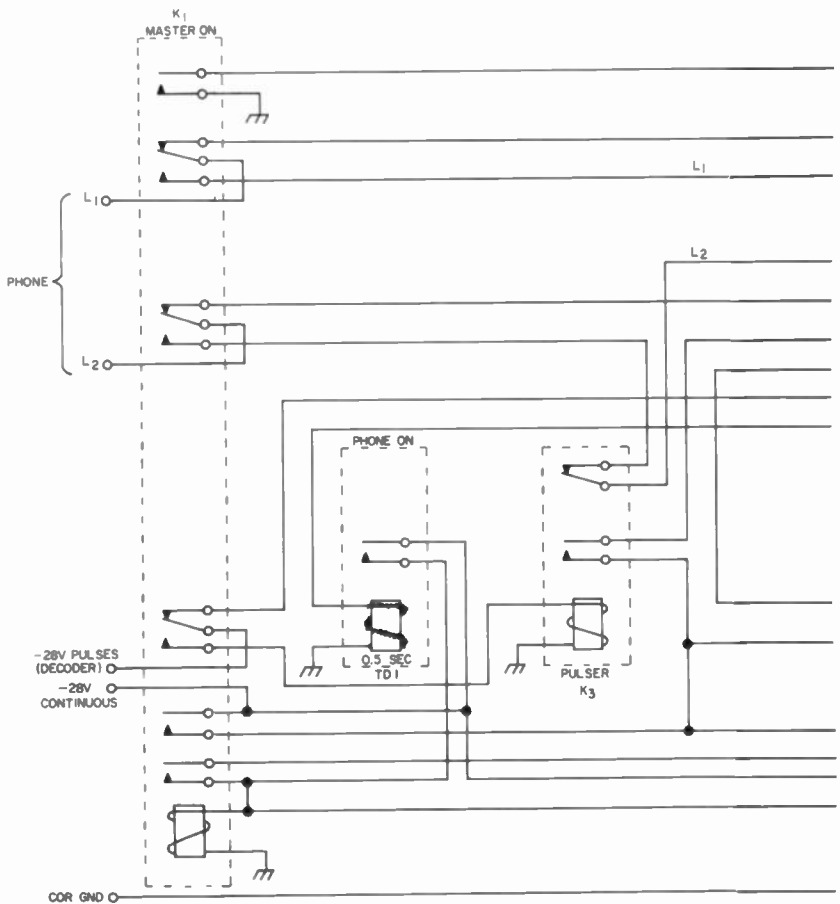 K1
MASTER ON
L1
L1
L2
PHONE
L2
PHONE ON
-28V PULSES
(DECODER)
-28V
CONTINUOUS
0.5 SEC
TD1
PULSER
K3
COR GND